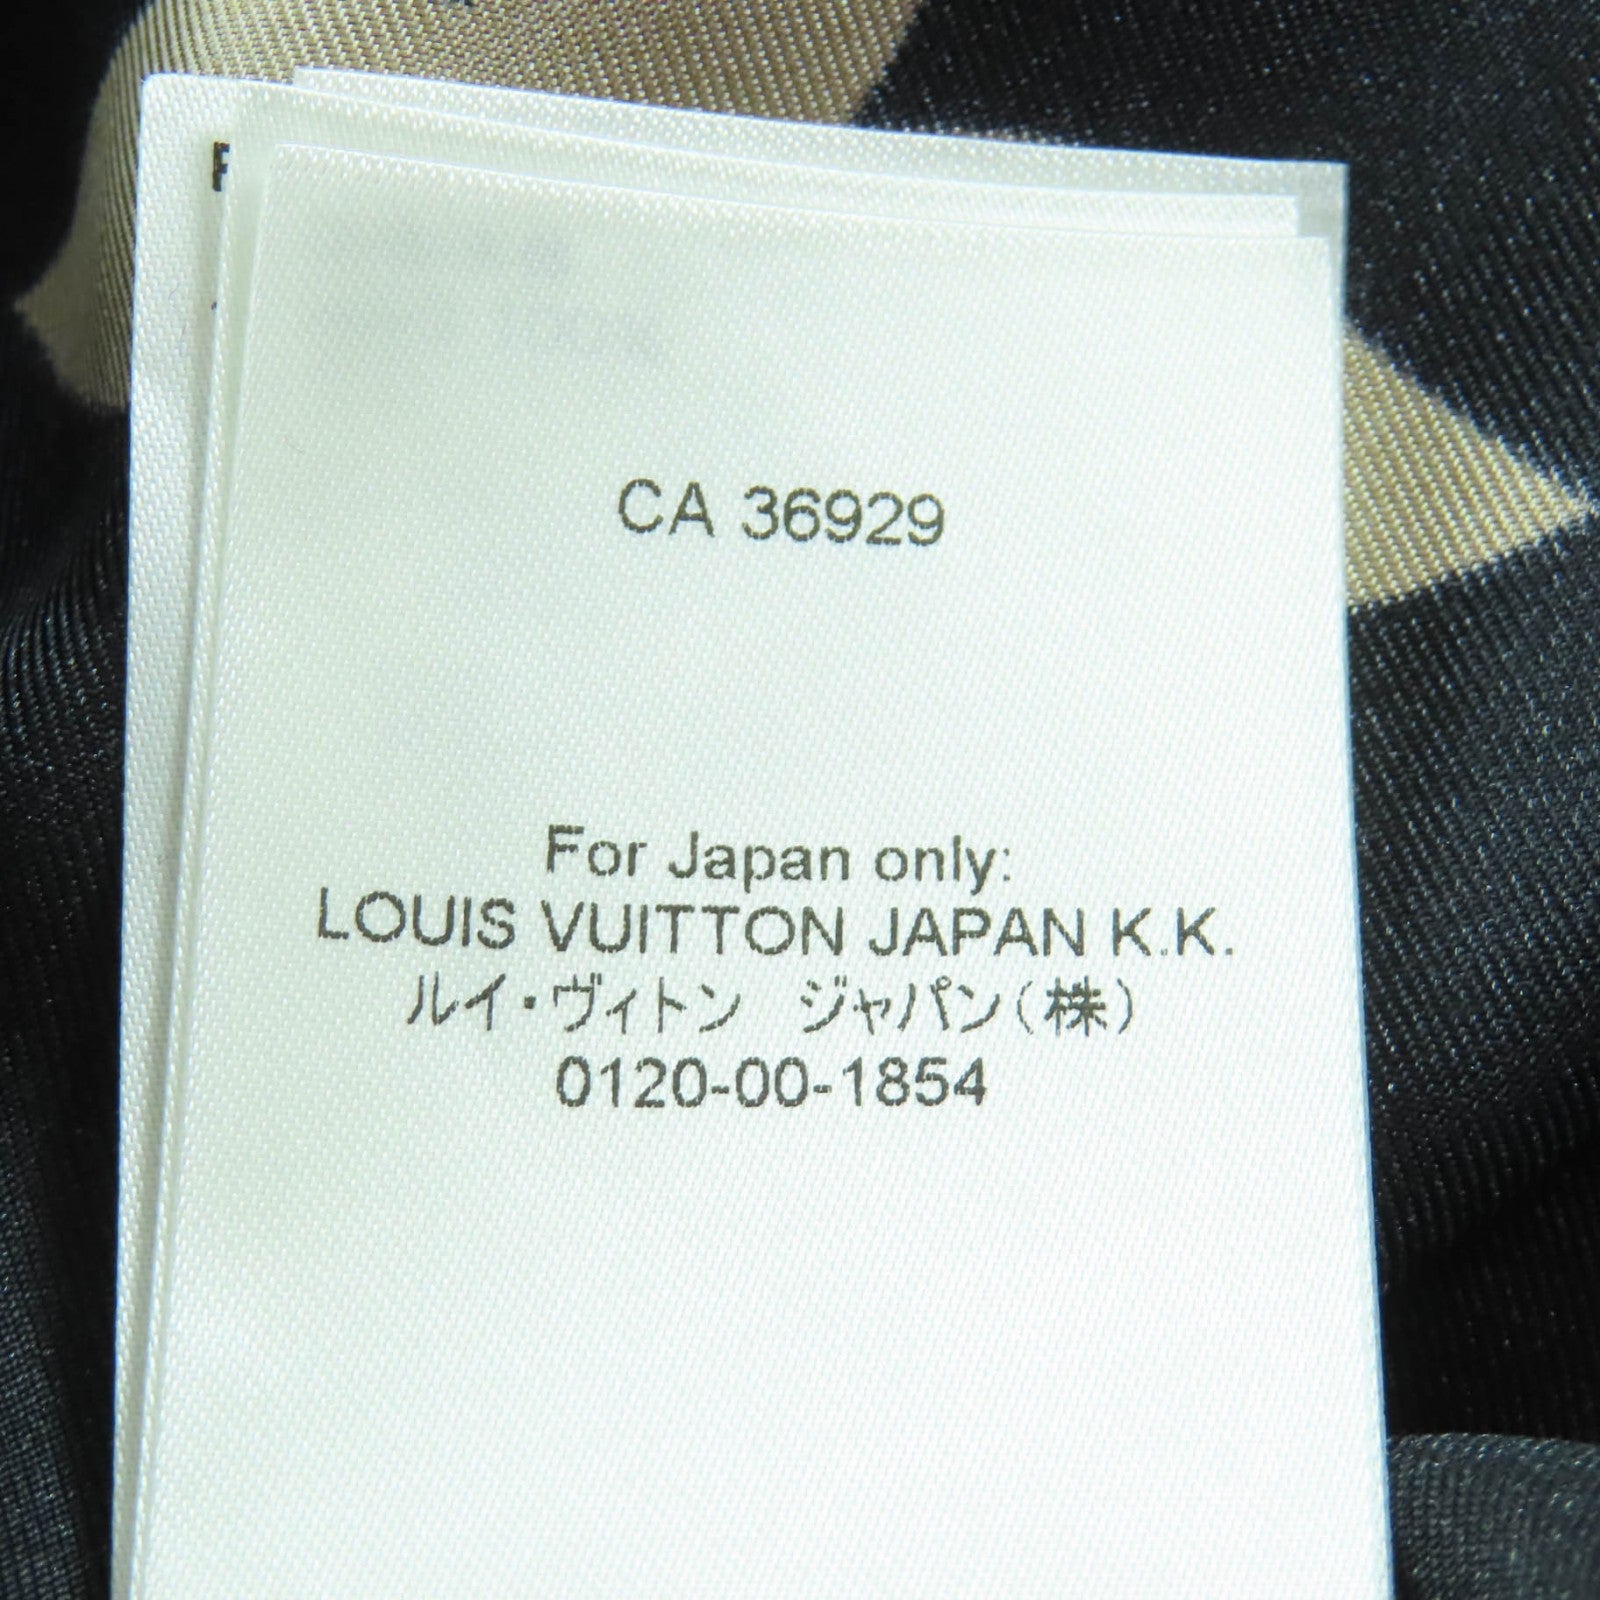 CA 36929
For Japan only:
LOUIS VUITTON JAPAN K.K.
ルイ・ヴィトン　ジャパン(株)
0120-00-1854